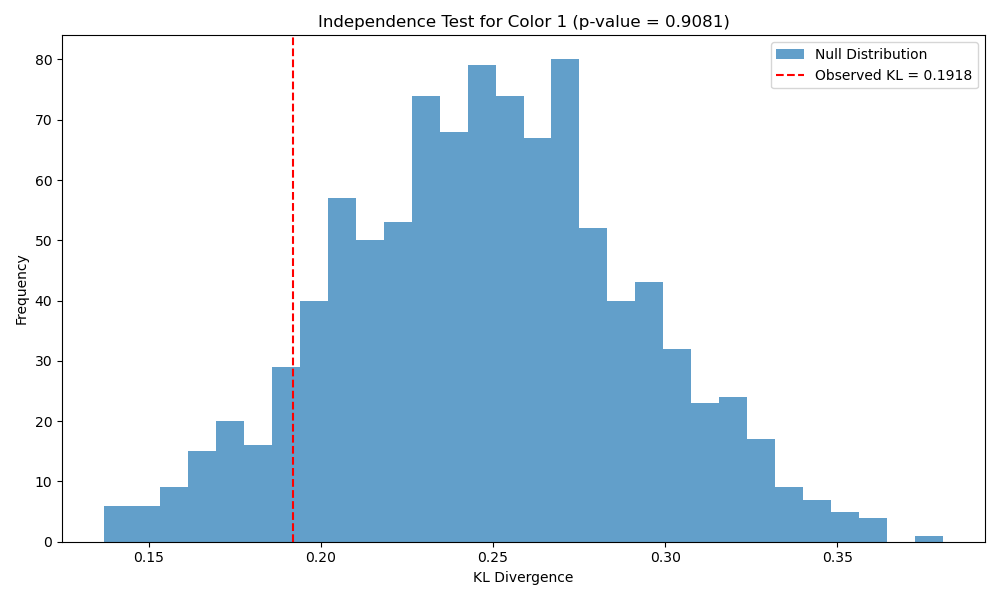 Independence Test for Color 1 (p-value = 0.9081)
Null Distribution
Observed KL = 0.1918
80
70
60
50
40
30
20
10
0
Frequency
0.15 0.20 0.25 0.30 0.35
KL Divergence